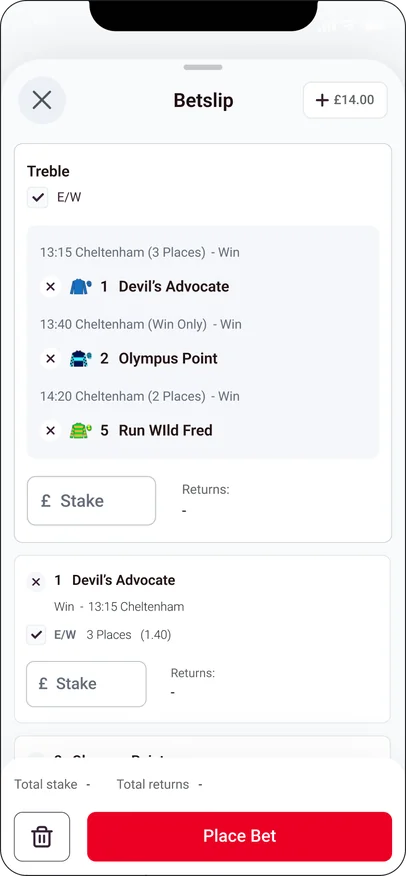 Betslip
+ £14.00
Treble
E/W
13:15 Cheltenham (3 Places) - Win
1 Devil's Advocate
13:40 Cheltenham (Win Only) - Win
2 Olympus Point
14:20 Cheltenham (2 Places) - Win
5 Run WIld Fred
£ Stake
Returns:
-
1 Devil's Advocate
Win - 13:15 Cheltenham
E/W 3 Places (1.40)
£ Stake
Returns:
-
Total stake - Total returns -
Place Bet